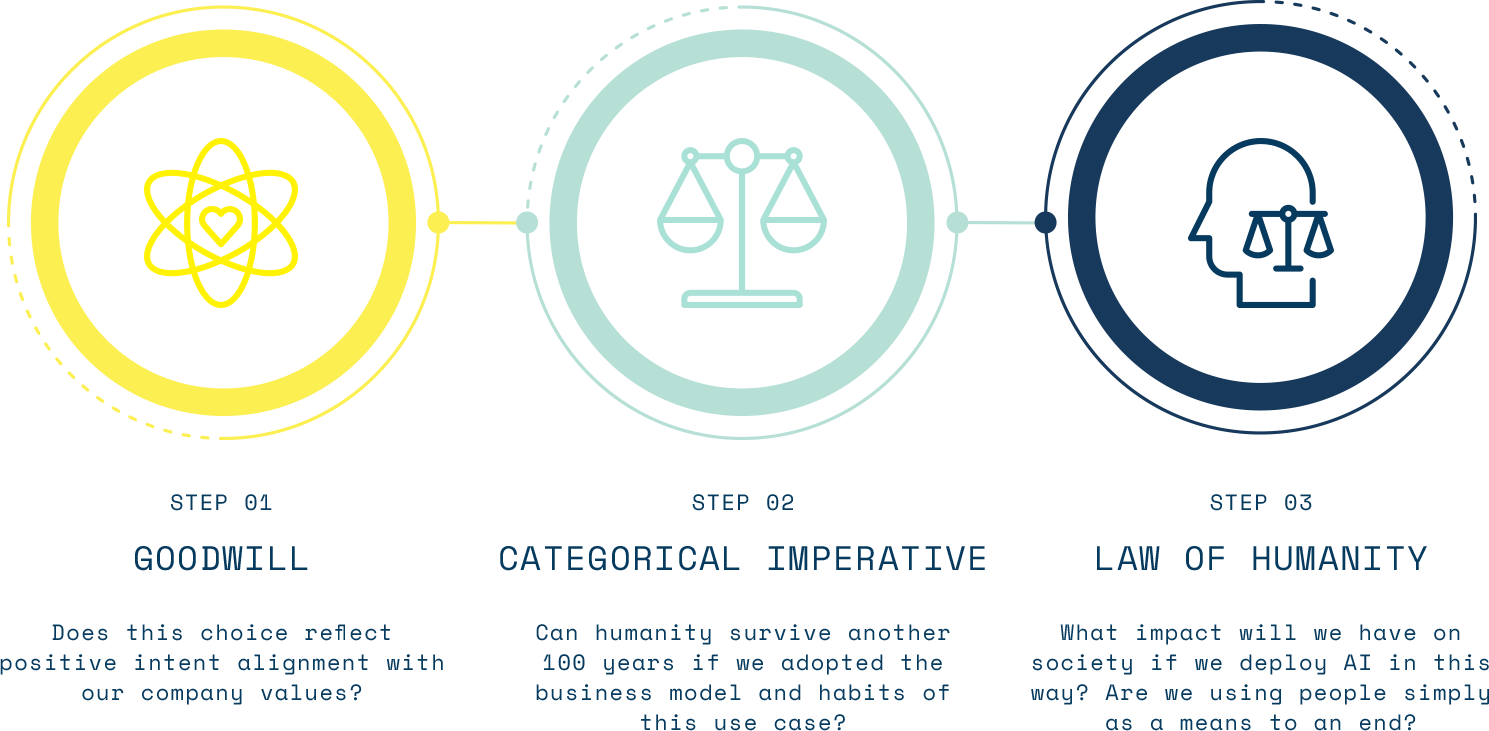 STEP 01
GOODWILL
Does this choice reflect
positive intent alignment with
our company values?
STEP 02
CATEGORICAL IMPERATIVE
Can humanity survive another
100 years if we adopted the
business model and habits of
this use case?
STEP 03
LAW OF HUMANITY
What impact will we have on
society if we deploy AI in this
way? Are we using people simply
as a means to an end?